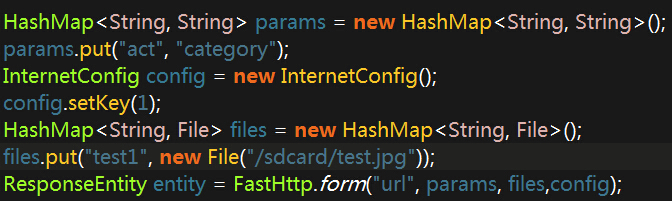 HashMap<String, String> params = new HashMap<String, String>();
params.put("act", "category");
InternetConfig config = new InternetConfig();
config.setKey(1);
HashMap<String, File> files = new HashMap<String, File>();
files.put("test1", new File("/sdcard/test.jpg"));
ResponseEntity entity = FastHttp.form("url", params, files,config);